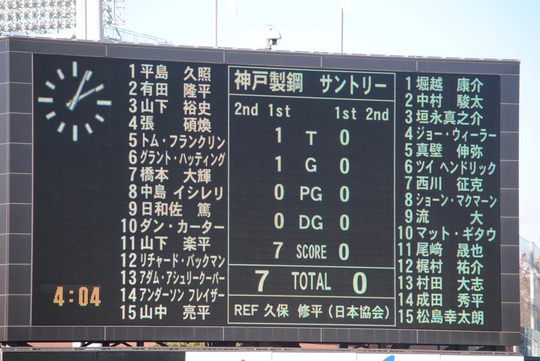 神戸製鋼 サントリー
1 平島 久照
2 有田 隆平
3 山下 裕史
4 張 碩煥
5 トム・フランクリン
6 グラント・ハッティング
7 橋本 大輝
8 中島 イシレリ
9 日和佐 篤
10 ダン・カーター
11 山下 楽平
12 リチャード・バックマン
13 アダム・アシュリークーパー
14 アンダーソン フレイザー
15 山中 亮平
4:04
2nd 1st 1st 2nd
1 T 0
1 G 0
0 PG 0
0 DG 0
7 SCORE 0
7 TOTAL 0
REF 久保 修平 (日本協会)
1 堀越 康介
2 中村 駿太
3 垣永真之介
4 ジョー・ウィーラー
5 真壁 伸弥
6 ツイ ヘンドリック
7 西川 征克
8 ショーン・マクマーン
9 流 大
10 マット・ギタウ
11 尾﨑 晟也
12 梶村 祐介
13 村田 大志
14 成田 秀平
15 松島幸太朗